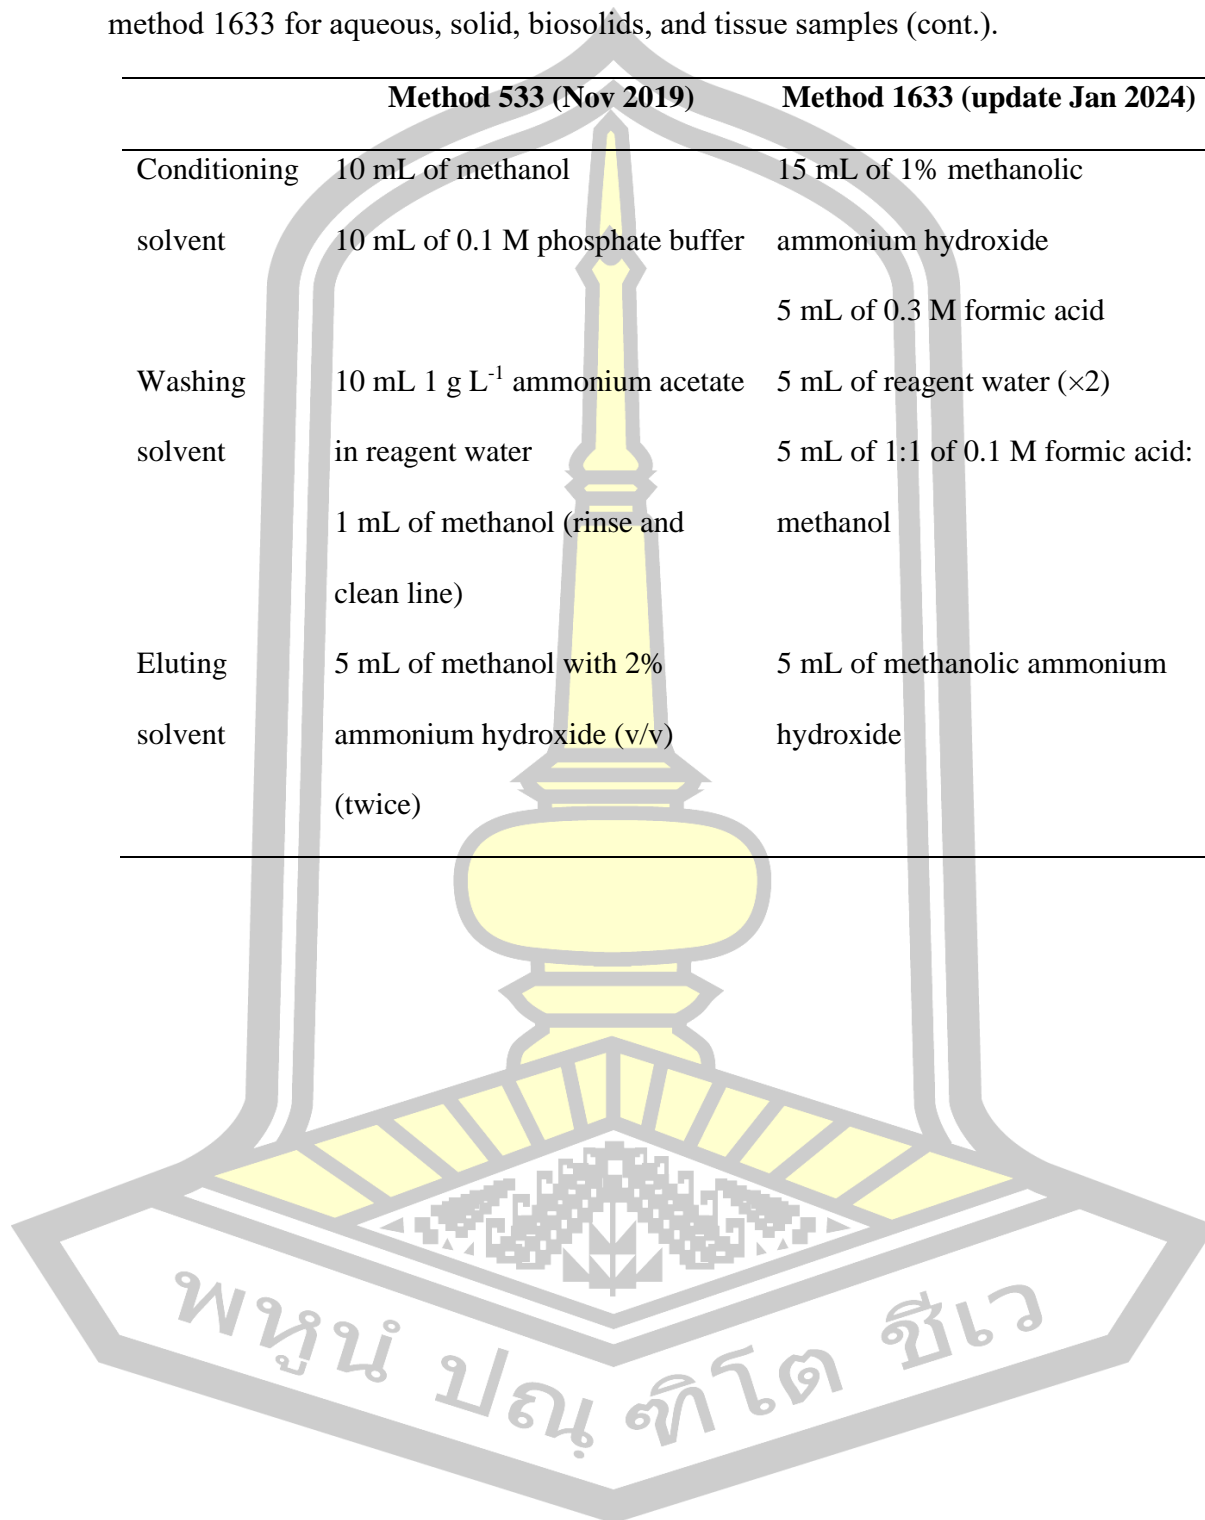 method 1633 for aqueous, solid, biosolids, and tissue samples (cont.).
Method 533 (Nov 2019) Method 1633 (update Jan 2024)
Conditioning 10 mL of methanol 15 mL of 1% methanolic
solvent 10 mL of 0.1 M phosphate buffer ammonium hydroxide
5 mL of 0.3 M formic acid
Washing 10 mL 1 g L-1 ammonium acetate 5 mL of reagent water (×2)
solvent in reagent water 5 mL of 1:1 of 0.1 M formic acid:
1 mL of methanol (rinse and methanol
clean line)
Eluting 5 mL of methanol with 2% 5 mL of methanolic ammonium
solvent ammonium hydroxide (v/v) hydroxide
(twice)
พหูนํ ปณฺ ฑิโต ชีเว